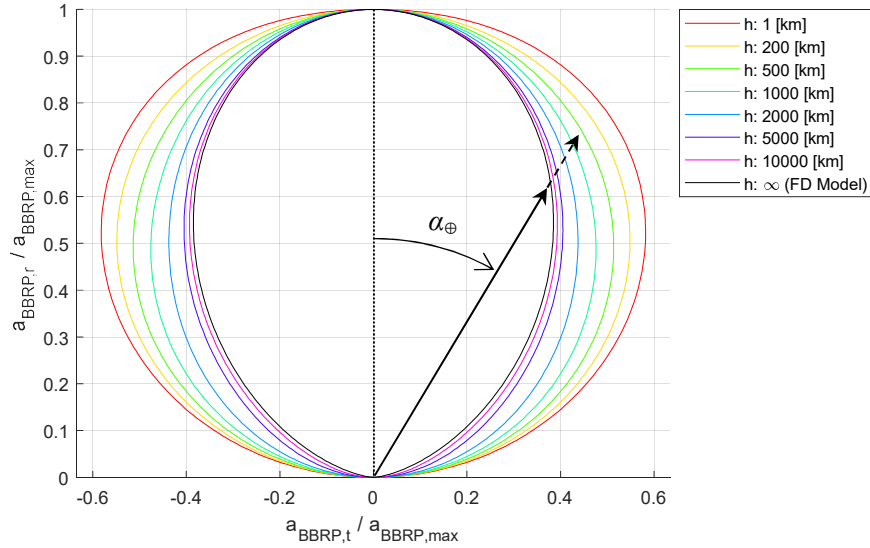 1
0.9
0.8
0.7
0.6
0.5
0.4
0.3
0.2
0.1
0
-0.6
-0.4
-0.2
0
0.2
0.4
0.6
a_BBRP,r / a_BBRP,max
a_BBRP,t / a_BBRP,max
α⊕
h: 1 [km]
h: 200 [km]
h: 500 [km]
h: 1000 [km]
h: 2000 [km]
h: 5000 [km]
h: 10000 [km]
h: ∞ (FD Model)